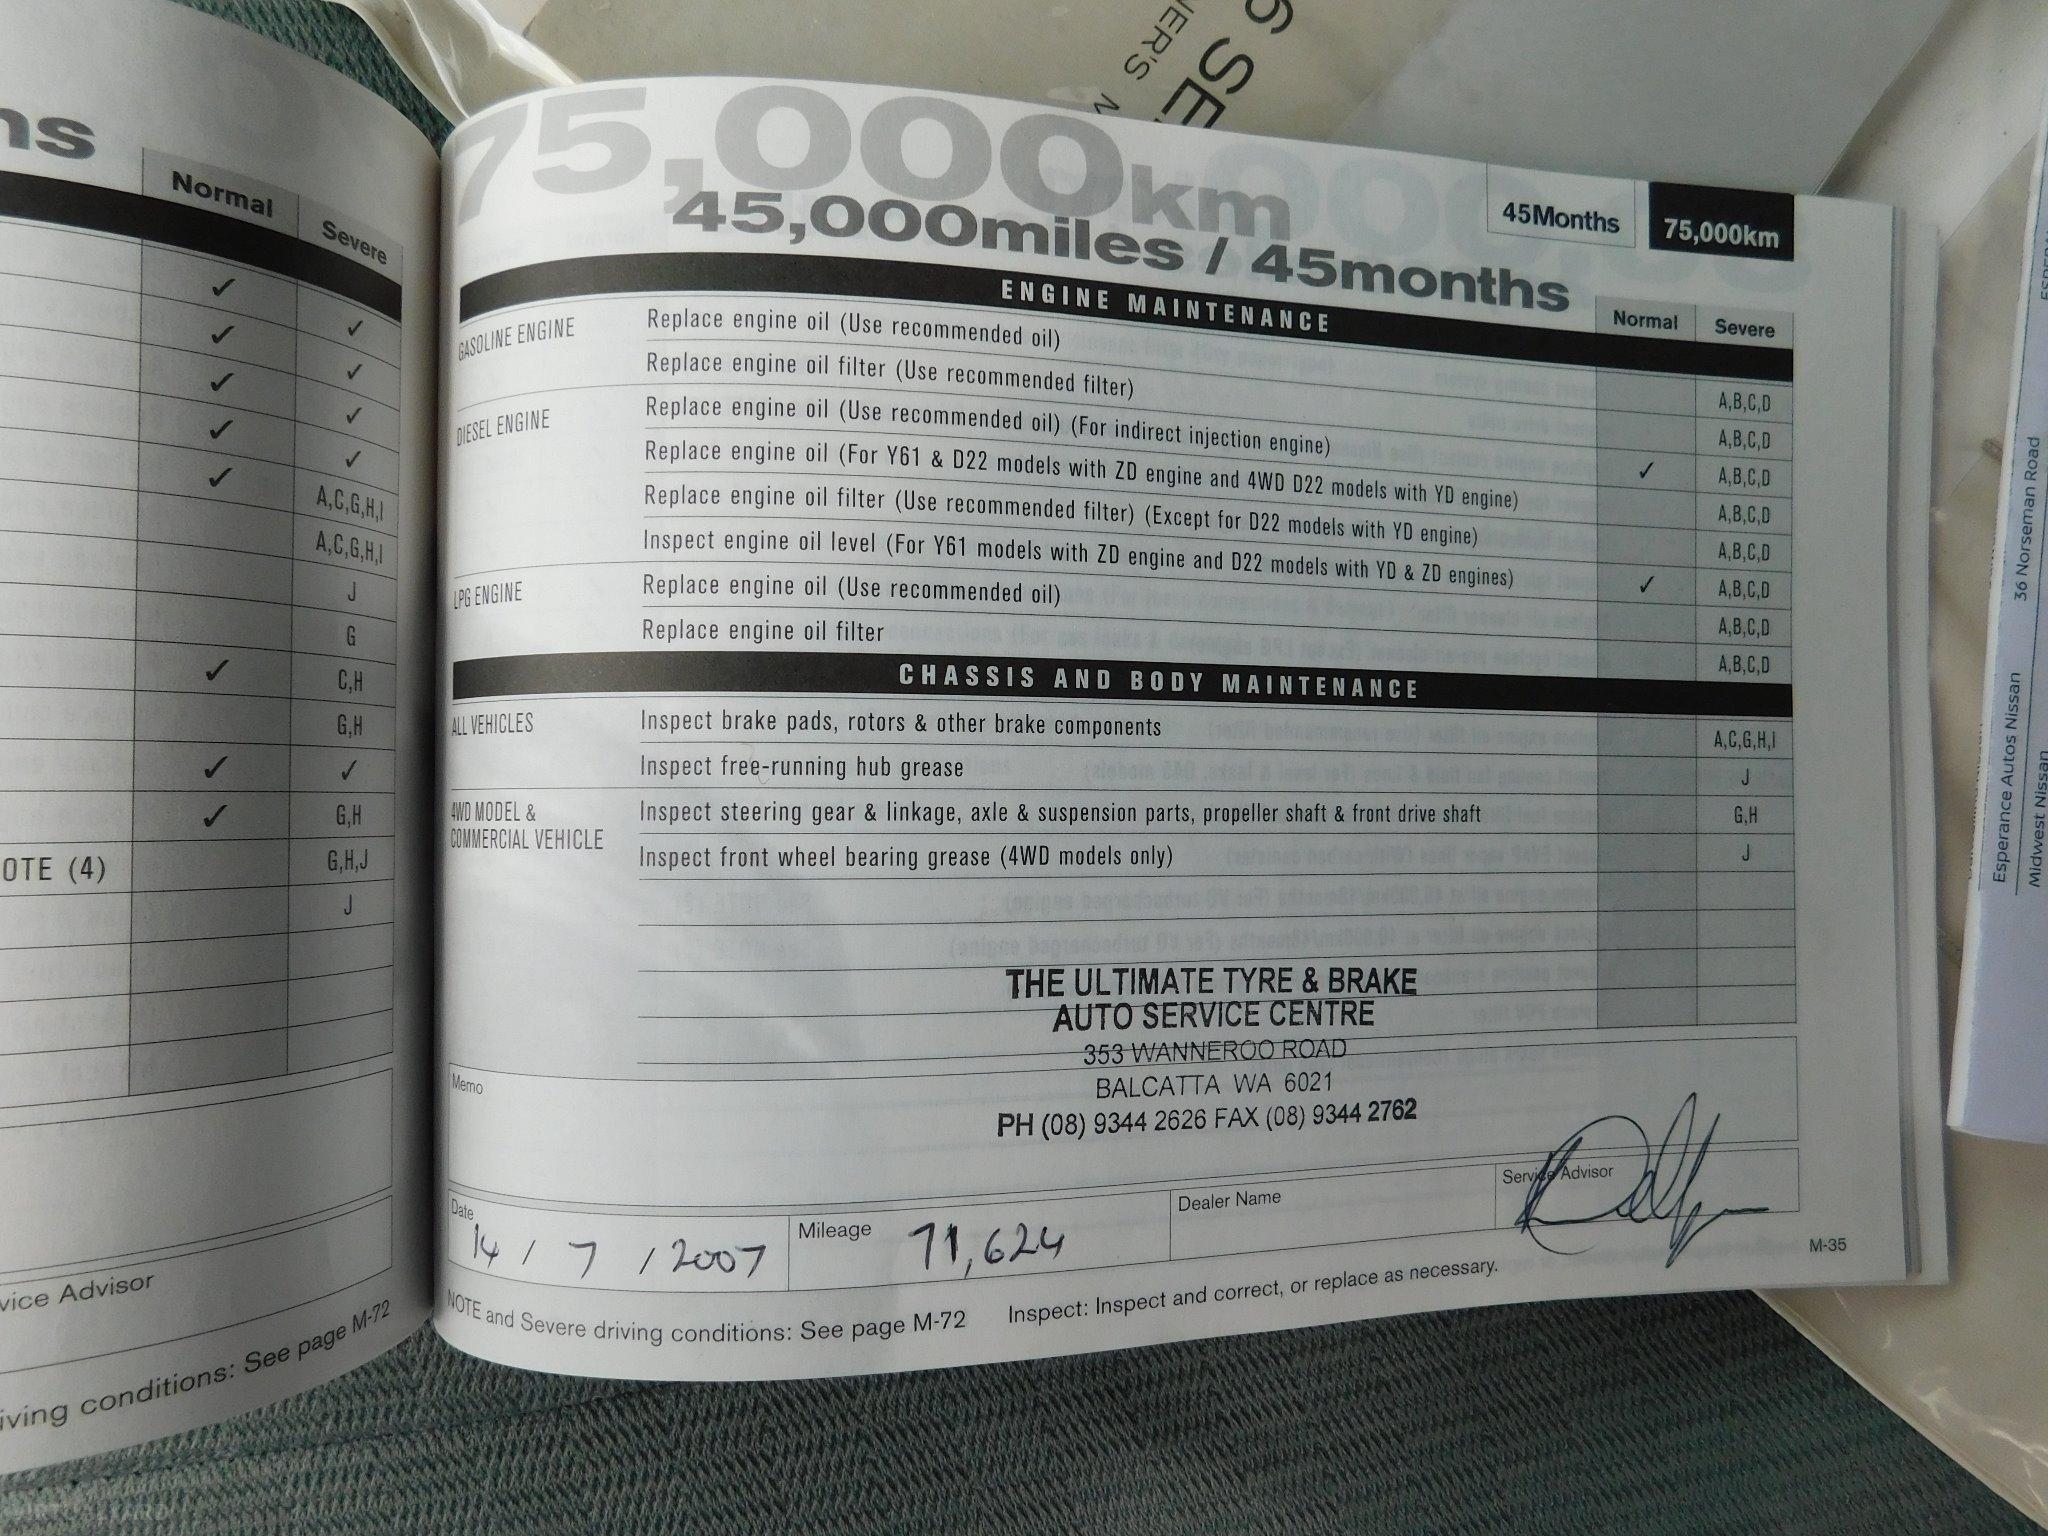 6 SE
NER'S M
ns
Normal
Severe
✓
✓ ✓
✓ ✓
✓ ✓
✓ ✓
A,C,G,H,I
A,C,G,H,I
J
G
✓ C,H
G,H
✓ ✓
✓ G,H
OTE (4) G,H,J
J
vice Advisor
iving conditions: See page M-72
75,000km
45,000miles / 45months
45Months 75,000km
ENGINE MAINTENANCE Normal Severe
GASOLINE ENGINE Replace engine oil (Use recommended oil) A,B,C,D
Replace engine oil filter (Use recommended filter) A,B,C,D
DIESEL ENGINE Replace engine oil (Use recommended oil) (For indirect injection engine) ✓ A,B,C,D
Replace engine oil (For Y61 & D22 models with ZD engine and 4WD D22 models with YD engine) A,B,C,D
Replace engine oil filter (Use recommended filter) (Except for D22 models with YD engine) A,B,C,D
Inspect engine oil level (For Y61 models with ZD engine and D22 models with YD & ZD engines) ✓ A,B,C,D
LPG ENGINE Replace engine oil (Use recommended oil) A,B,C,D
Replace engine oil filter A,B,C,D
CHASSIS AND BODY MAINTENANCE
ALL VEHICLES Inspect brake pads, rotors & other brake components A,C,G,H,I
Inspect free-running hub grease J
4WD MODEL & Inspect steering gear & linkage, axle & suspension parts, propeller shaft & front drive shaft G,H
COMMERCIAL VEHICLE
Inspect front wheel bearing grease (4WD models only) J
THE ULTIMATE TYRE & BRAKE
AUTO SERVICE CENTRE
353 WANNEROO ROAD
Memo
BALCATTA WA 6021
PH (08) 9344 2626 FAX (08) 9344 2762
Date 14 / 7 / 2007 Mileage 71,624 Dealer Name Service Advisor
M-35
NOTE and Severe driving conditions: See page M-72 Inspect: Inspect and correct, or replace as necessary.
Esperance Autos Nissan 36 Norseman Road
Midwest Nissan